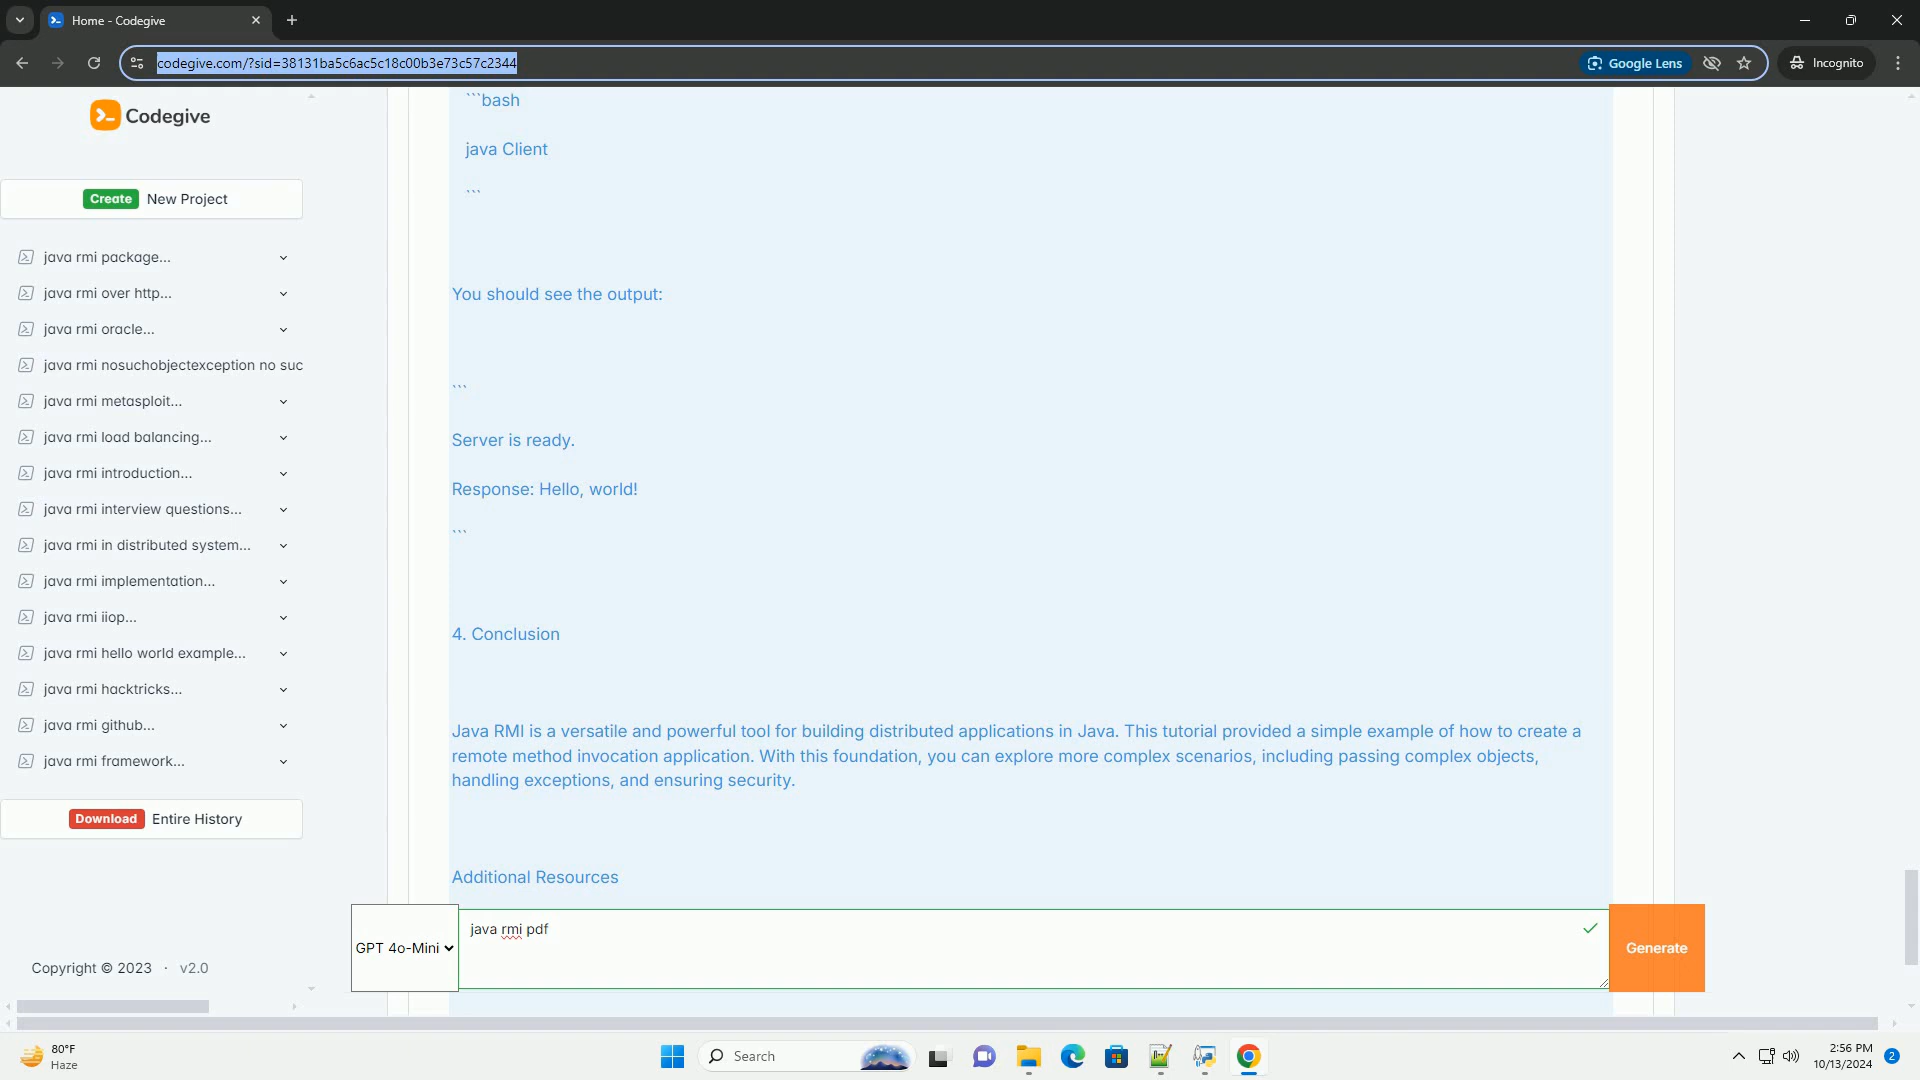 Home - Codegive
codegive.com/?sid=38131ba5c6ac5c18c00b3e73c57c2344
Google Lens
Incognito
Codegive
Create New Project
java rmi package...
java rmi over http...
java rmi oracle...
java rmi nosuchobjectexception no suc
java rmi metasploit...
java rmi load balancing...
java rmi introduction...
java rmi interview questions...
java rmi in distributed system...
java rmi implementation...
java rmi iiop...
java rmi hello world example...
java rmi hacktricks...
java rmi github...
java rmi framework...
Download Entire History
Copyright © 2023 · v2.0
```bash
java Client
```
You should see the output:
```
Server is ready.
Response: Hello, world!
```
4. Conclusion
Java RMI is a versatile and powerful tool for building distributed applications in Java. This tutorial provided a simple example of how to create a
remote method invocation application. With this foundation, you can explore more complex scenarios, including passing complex objects,
handling exceptions, and ensuring security.
Additional Resources
GPT 4o-Mini
java rmi pdf
Generate
80°F
Haze
Search
2:56 PM
10/13/2024
2